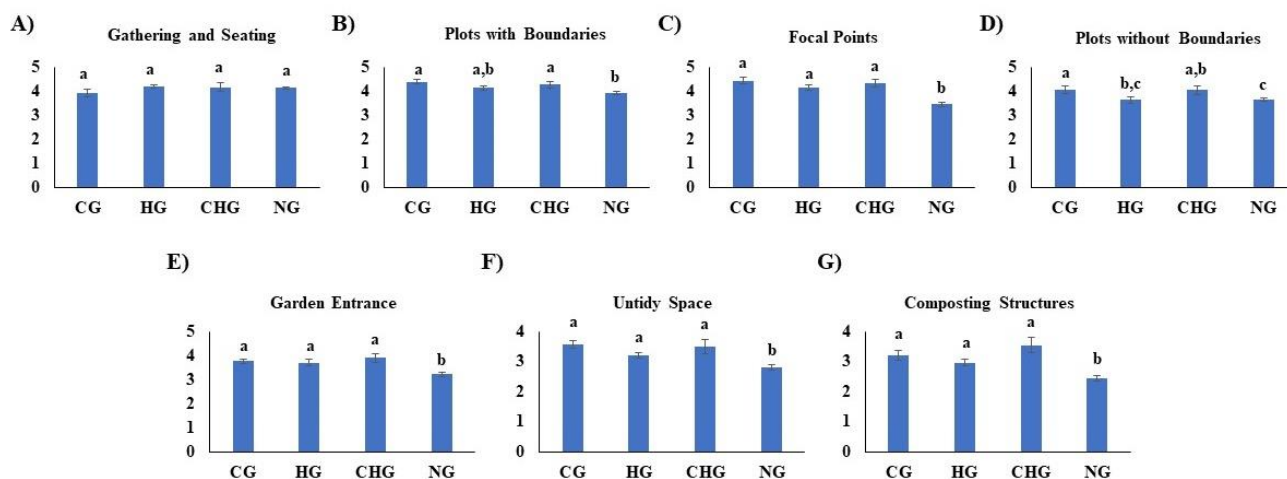 A)
Gathering and Seating
a a a a
5
4
3
2
1
0
CG HG CHG NG
B)
Plots with Boundaries
a a,b a b
5
4
3
2
1
0
CG HG CHG NG
C)
Focal Points
a a a b
5
4
3
2
1
0
CG HG CHG NG
D)
Plots without Boundaries
a b,c a,b c
5
4
3
2
1
0
CG HG CHG NG
E)
Garden Entrance
a a a b
5
4
3
2
1
0
CG HG CHG NG
F)
Untidy Space
a a a b
4
3
2
1
0
CG HG CHG NG
G)
Composting Structures
a a a b
4
3
2
1
0
CG HG CHG NG